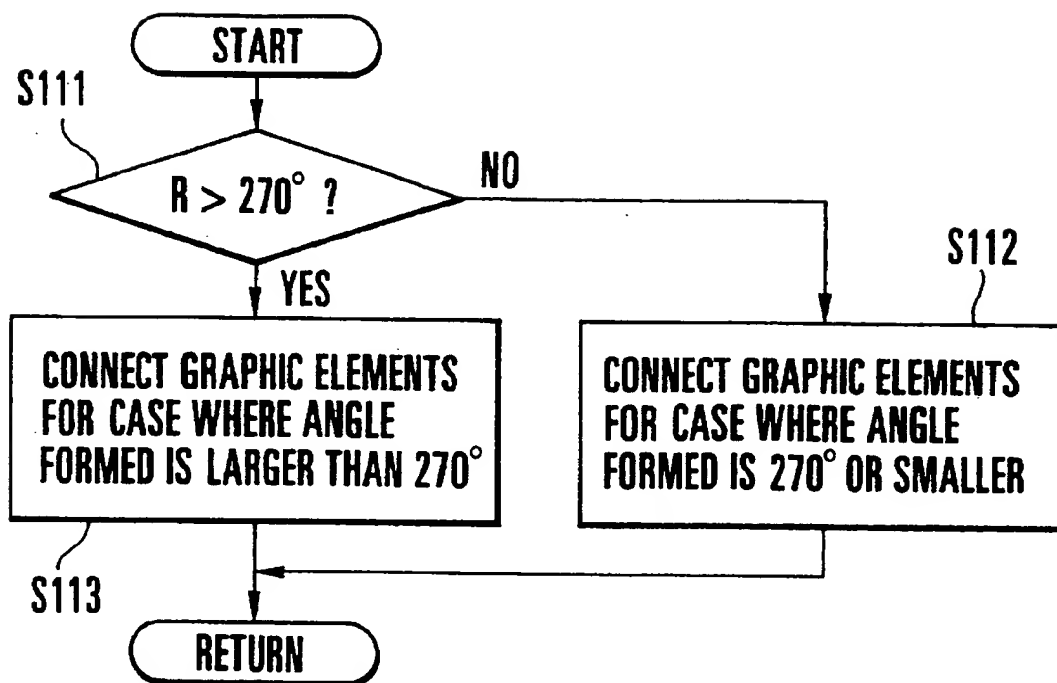 START
S111
R > 270° ?
NO
YES
S112
CONNECT GRAPHIC ELEMENTS
FOR CASE WHERE ANGLE
FORMED IS LARGER THAN 270°
CONNECT GRAPHIC ELEMENTS
FOR CASE WHERE ANGLE
FORMED IS 270° OR SMALLER
S113
RETURN